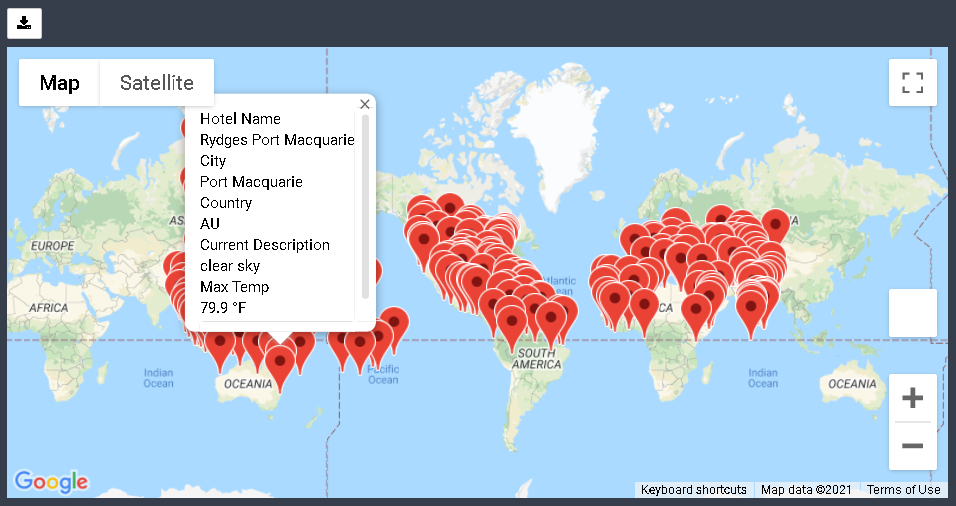 Map
Satellite
Hotel Name
Rydges Port Macquarie
City
Port Macquarie
Country
AU
Current Description
clear sky
Max Temp
79.9 °F
EUROPE
AFRICA
Indian
Ocean
OCEANIA
Pacific
Ocean
SOUTH
AMERICA
AFRICA
Indian
Ocean
OCEANIA
Google
Keyboard shortcuts
Map data ©2021
Terms of Use